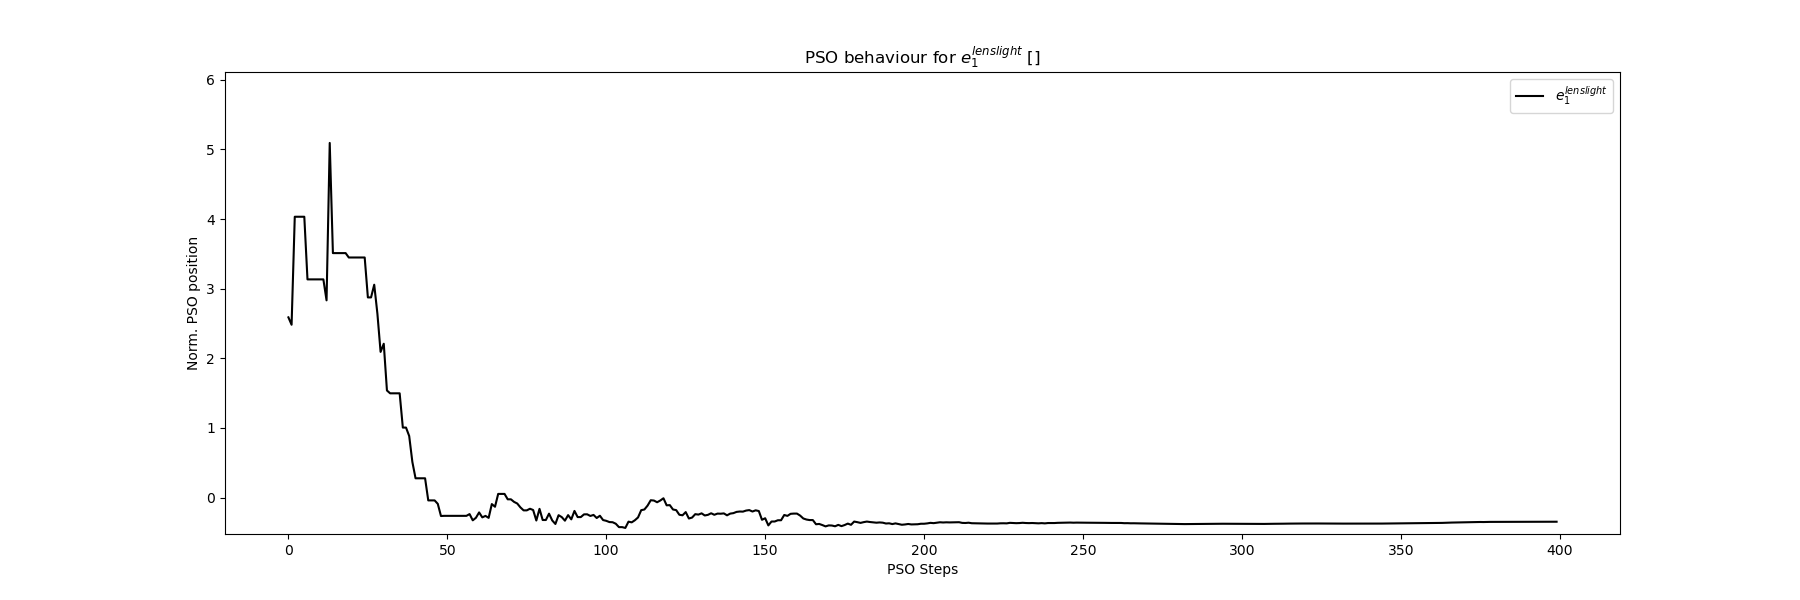 PSO behaviour for e_1^{lenslight} []
e_1^{lenslight}
6
5
4
3
2
1
0
Norm. PSO position
0 50 100 150 200 250 300 350 400
PSO Steps